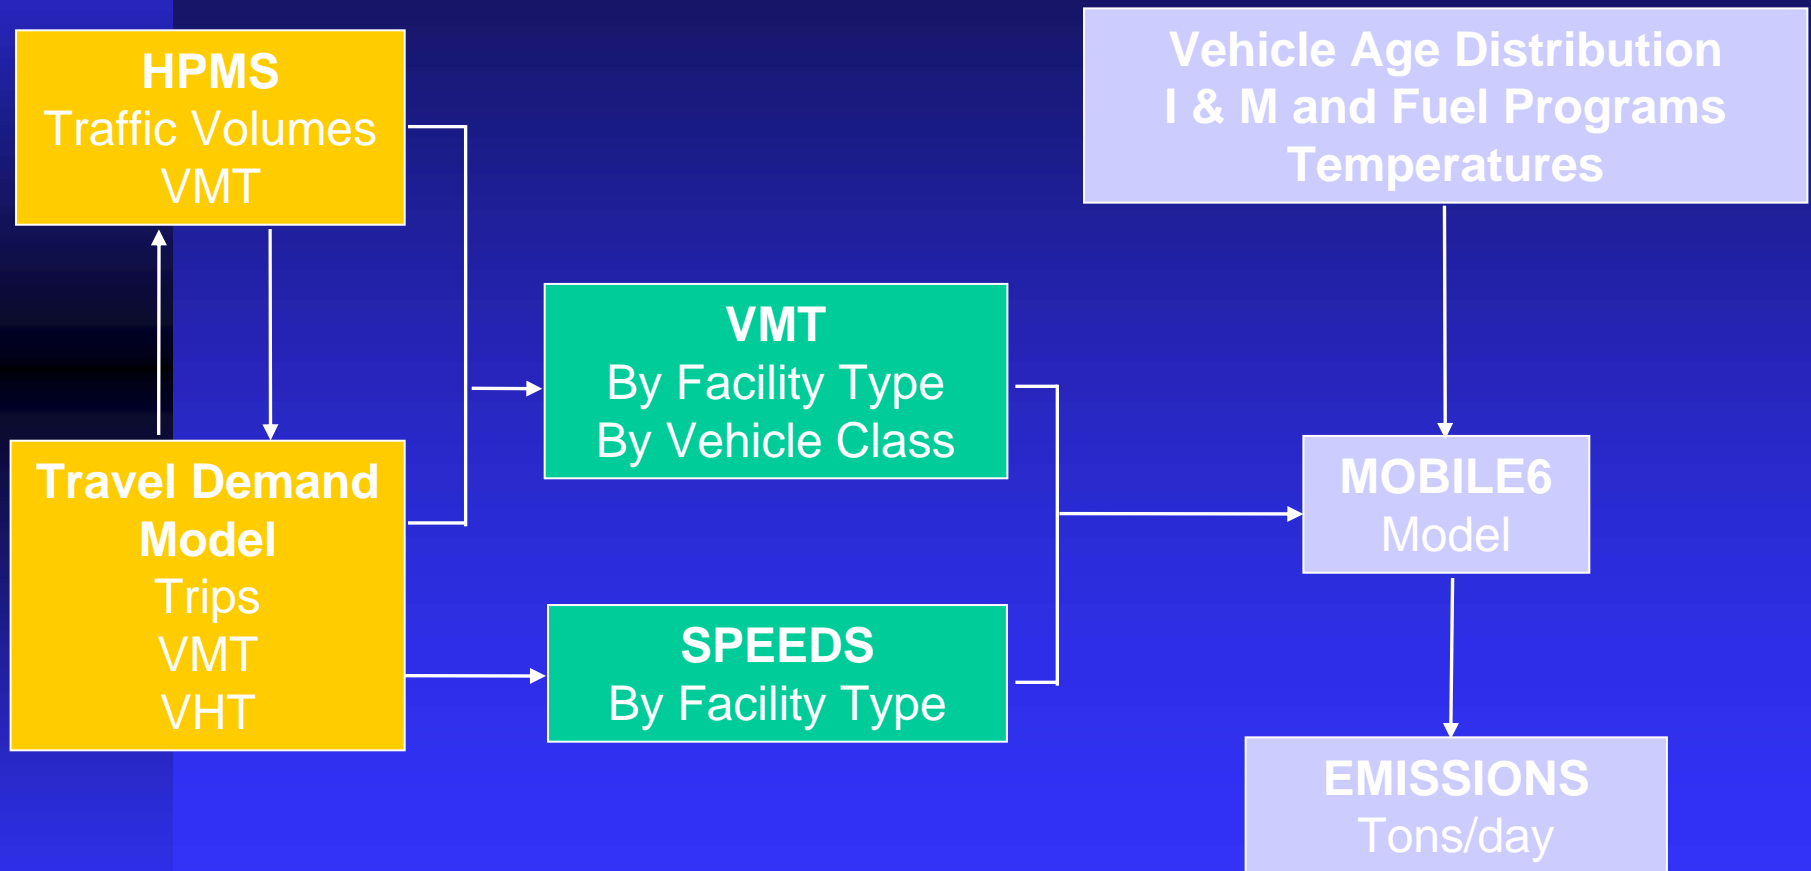 HPMS
Traffic Volumes
VMT
Vehicle Age Distribution
I & M and Fuel Programs
Temperatures
VMT
By Facility Type
By Vehicle Class
Travel Demand
Model
Trips
VMT
VHT
SPEEDS
By Facility Type
MOBILE6
Model
EMISSIONS
Tons/day